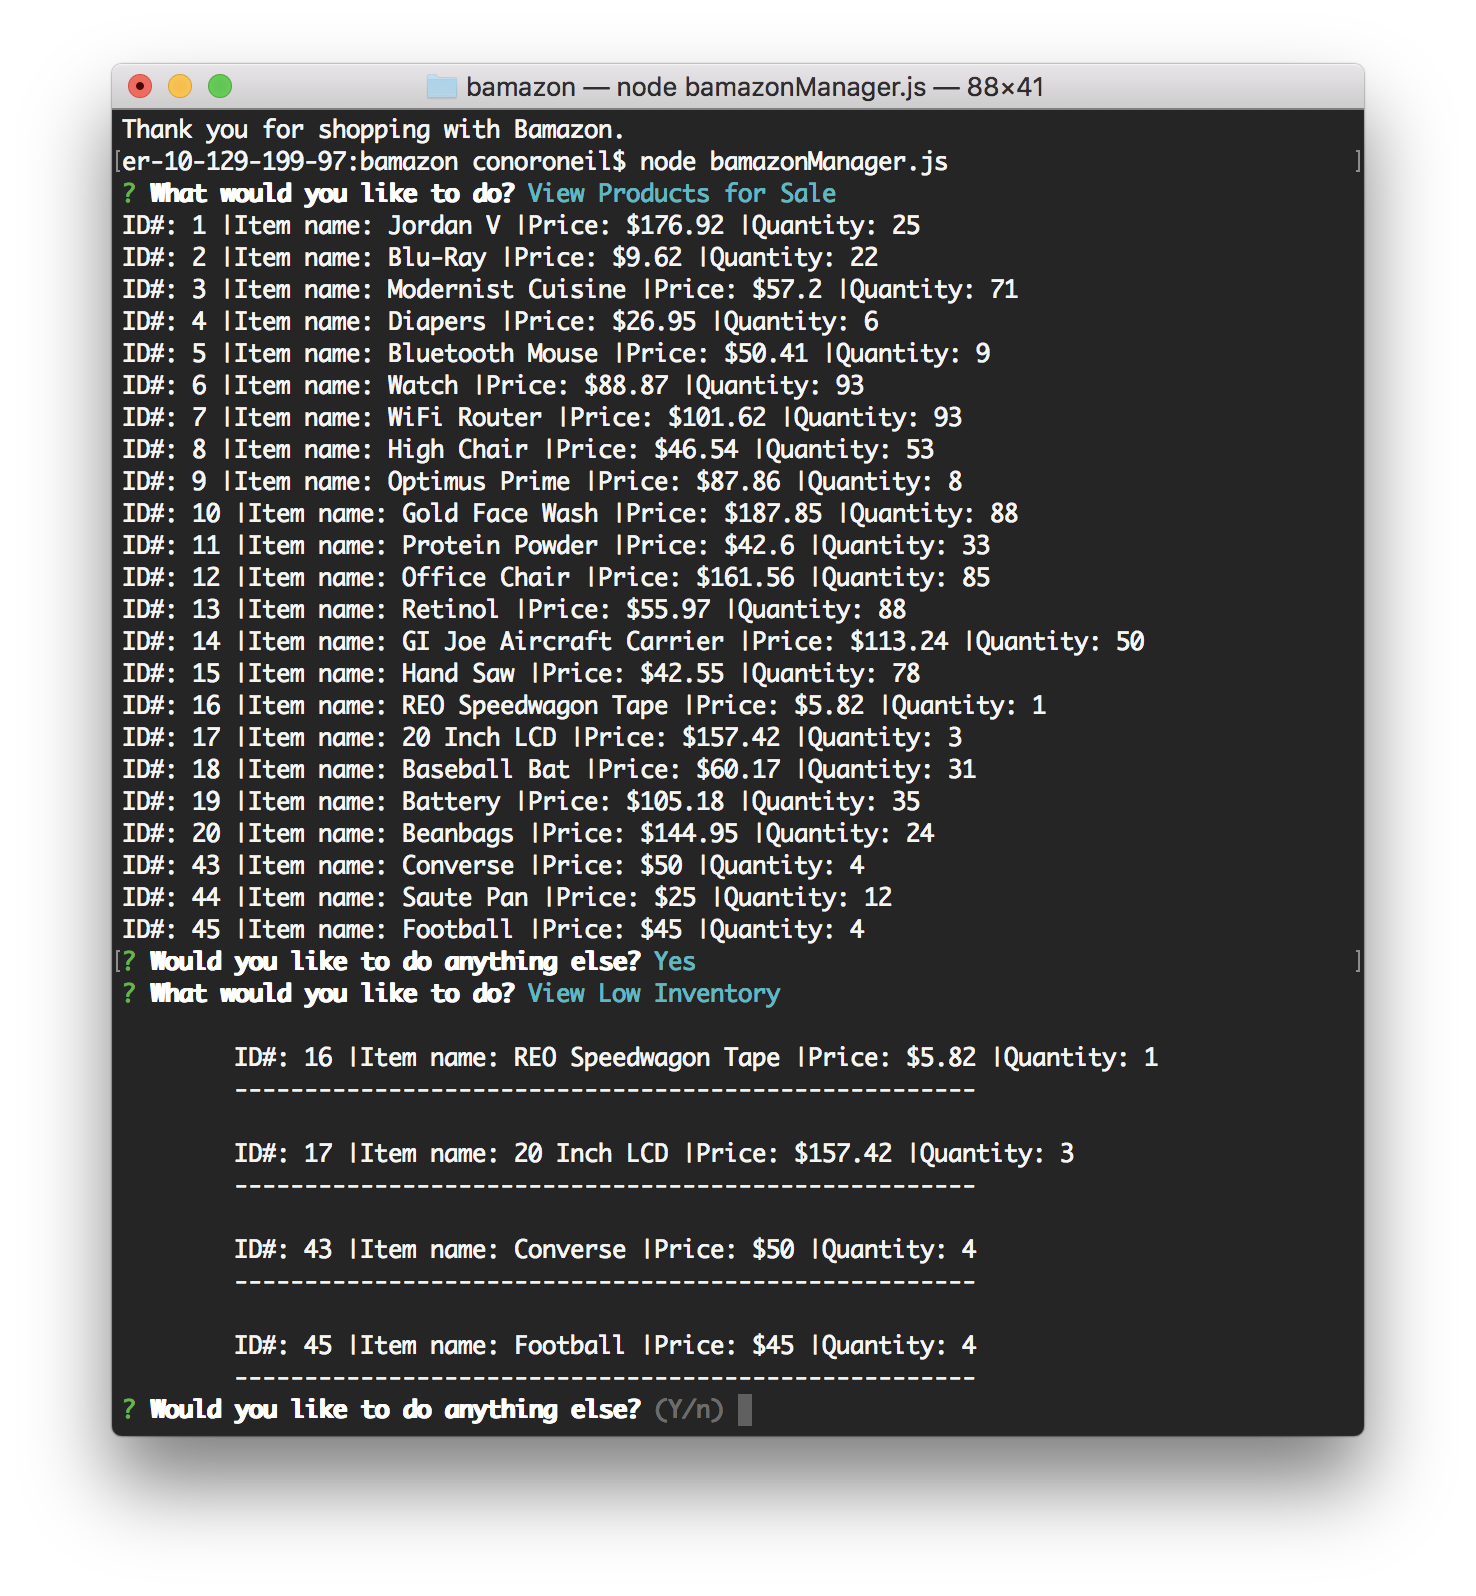 bamazon — node bamazonManager.js — 88×41
Thank you for shopping with Bamazon.
[er-10-129-199-97:bamazon conoroneil$ node bamazonManager.js ]
? What would you like to do? View Products for Sale
ID#: 1 |Item name: Jordan V |Price: $176.92 |Quantity: 25
ID#: 2 |Item name: Blu-Ray |Price: $9.62 |Quantity: 22
ID#: 3 |Item name: Modernist Cuisine |Price: $57.2 |Quantity: 71
ID#: 4 |Item name: Diapers |Price: $26.95 |Quantity: 6
ID#: 5 |Item name: Bluetooth Mouse |Price: $50.41 |Quantity: 9
ID#: 6 |Item name: Watch |Price: $88.87 |Quantity: 93
ID#: 7 |Item name: WiFi Router |Price: $101.62 |Quantity: 93
ID#: 8 |Item name: High Chair |Price: $46.54 |Quantity: 53
ID#: 9 |Item name: Optimus Prime |Price: $87.86 |Quantity: 8
ID#: 10 |Item name: Gold Face Wash |Price: $187.85 |Quantity: 88
ID#: 11 |Item name: Protein Powder |Price: $42.6 |Quantity: 33
ID#: 12 |Item name: Office Chair |Price: $161.56 |Quantity: 85
ID#: 13 |Item name: Retinol |Price: $55.97 |Quantity: 88
ID#: 14 |Item name: GI Joe Aircraft Carrier |Price: $113.24 |Quantity: 50
ID#: 15 |Item name: Hand Saw |Price: $42.55 |Quantity: 78
ID#: 16 |Item name: REO Speedwagon Tape |Price: $5.82 |Quantity: 1
ID#: 17 |Item name: 20 Inch LCD |Price: $157.42 |Quantity: 3
ID#: 18 |Item name: Baseball Bat |Price: $60.17 |Quantity: 31
ID#: 19 |Item name: Battery |Price: $105.18 |Quantity: 35
ID#: 20 |Item name: Beanbags |Price: $144.95 |Quantity: 24
ID#: 43 |Item name: Converse |Price: $50 |Quantity: 4
ID#: 44 |Item name: Saute Pan |Price: $25 |Quantity: 12
ID#: 45 |Item name: Football |Price: $45 |Quantity: 4
[? Would you like to do anything else? Yes ]
? What would you like to do? View Low Inventory
ID#: 16 |Item name: REO Speedwagon Tape |Price: $5.82 |Quantity: 1
-----------------------------------------------------
ID#: 17 |Item name: 20 Inch LCD |Price: $157.42 |Quantity: 3
-----------------------------------------------------
ID#: 43 |Item name: Converse |Price: $50 |Quantity: 4
-----------------------------------------------------
ID#: 45 |Item name: Football |Price: $45 |Quantity: 4
-----------------------------------------------------
? Would you like to do anything else? (Y/n)